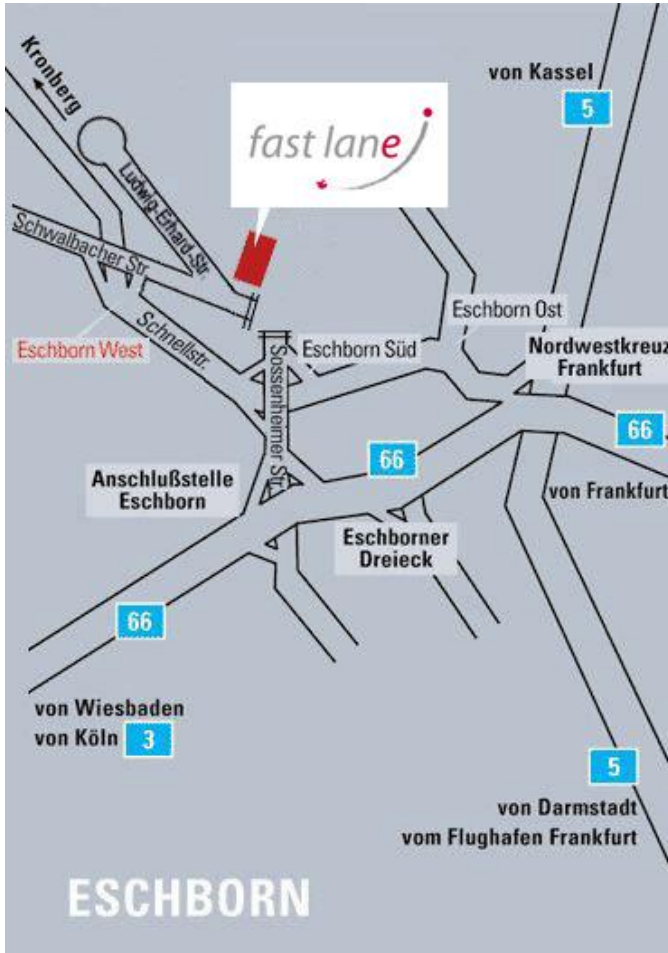 Kronberg
von Kassel
5
fast lane
Ludwig-Erhard-Str.
Schwalbacher Str.
Eschborn West
Schnellstr.
Sossenheimer Str.
Eschborn Süd
Eschborn Ost
Nordwestkreuz
Frankfurt
66
66
von Frankfurt
Anschlußstelle
Eschborn
Eschborner
Dreieck
66
von Wiesbaden
von Köln 3
5
von Darmstadt
vom Flughafen Frankfurt
ESCHBORN